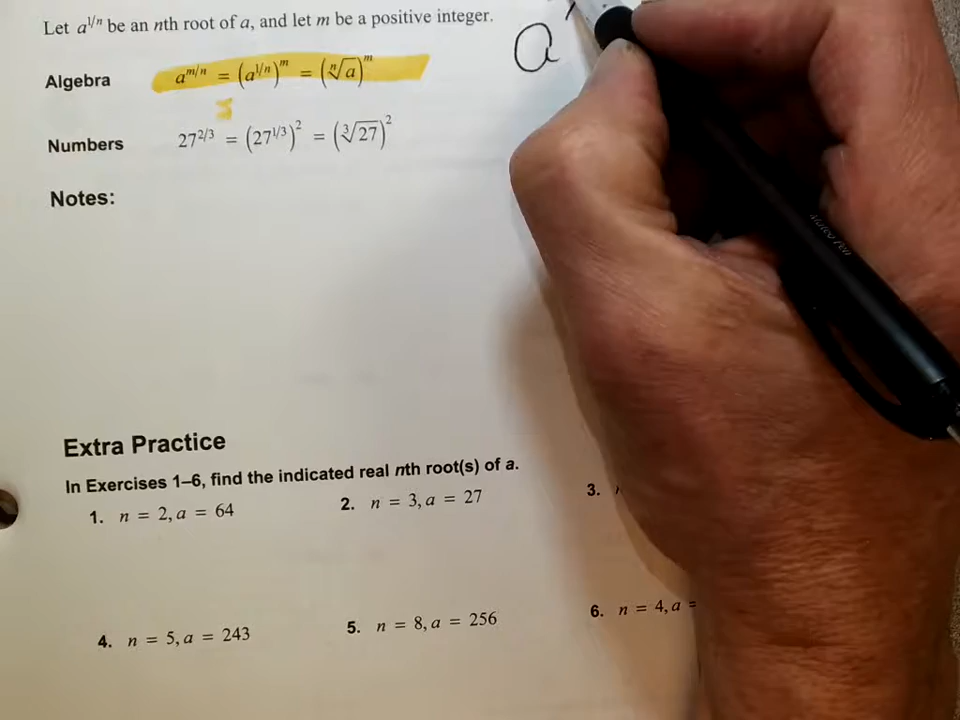 Let a^{1/n} be an nth root of a, and let m be a positive integer.
a
Algebra a^{m/n} = (a^{1/n})^m = (ⁿ√a)^m
Numbers 27^{2/3} = (27^{1/3})^2 = (³√27)^2
Notes:
Extra Practice
In Exercises 1–6, find the indicated real nth root(s) of a.
1. n = 2, a = 64
2. n = 3, a = 27
3.
4. n = 5, a = 243
5. n = 8, a = 256
6. n = 4, a =